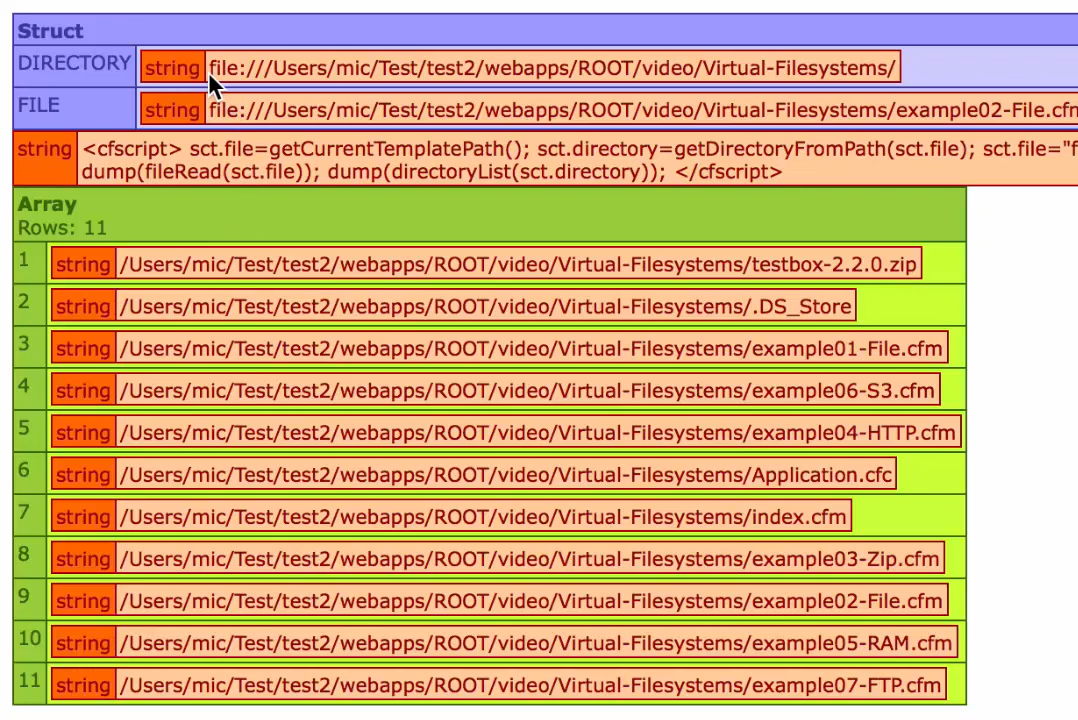 Struct
DIRECTORY string file:///Users/mic/Test/test2/webapps/ROOT/video/Virtual-Filesystems/
FILE string file:///Users/mic/Test/test2/webapps/ROOT/video/Virtual-Filesystems/example02-File.cfm
string <cfscript> sct.file=getCurrentTemplatePath(); sct.directory=getDirectoryFromPath(sct.file); sct.file="f
dump(fileRead(sct.file)); dump(directoryList(sct.directory)); </cfscript>
Array
Rows: 11
1 string /Users/mic/Test/test2/webapps/ROOT/video/Virtual-Filesystems/testbox-2.2.0.zip
2 string /Users/mic/Test/test2/webapps/ROOT/video/Virtual-Filesystems/.DS_Store
3 string /Users/mic/Test/test2/webapps/ROOT/video/Virtual-Filesystems/example01-File.cfm
4 string /Users/mic/Test/test2/webapps/ROOT/video/Virtual-Filesystems/example06-S3.cfm
5 string /Users/mic/Test/test2/webapps/ROOT/video/Virtual-Filesystems/example04-HTTP.cfm
6 string /Users/mic/Test/test2/webapps/ROOT/video/Virtual-Filesystems/Application.cfc
7 string /Users/mic/Test/test2/webapps/ROOT/video/Virtual-Filesystems/index.cfm
8 string /Users/mic/Test/test2/webapps/ROOT/video/Virtual-Filesystems/example03-Zip.cfm
9 string /Users/mic/Test/test2/webapps/ROOT/video/Virtual-Filesystems/example02-File.cfm
10 string /Users/mic/Test/test2/webapps/ROOT/video/Virtual-Filesystems/example05-RAM.cfm
11 string /Users/mic/Test/test2/webapps/ROOT/video/Virtual-Filesystems/example07-FTP.cfm